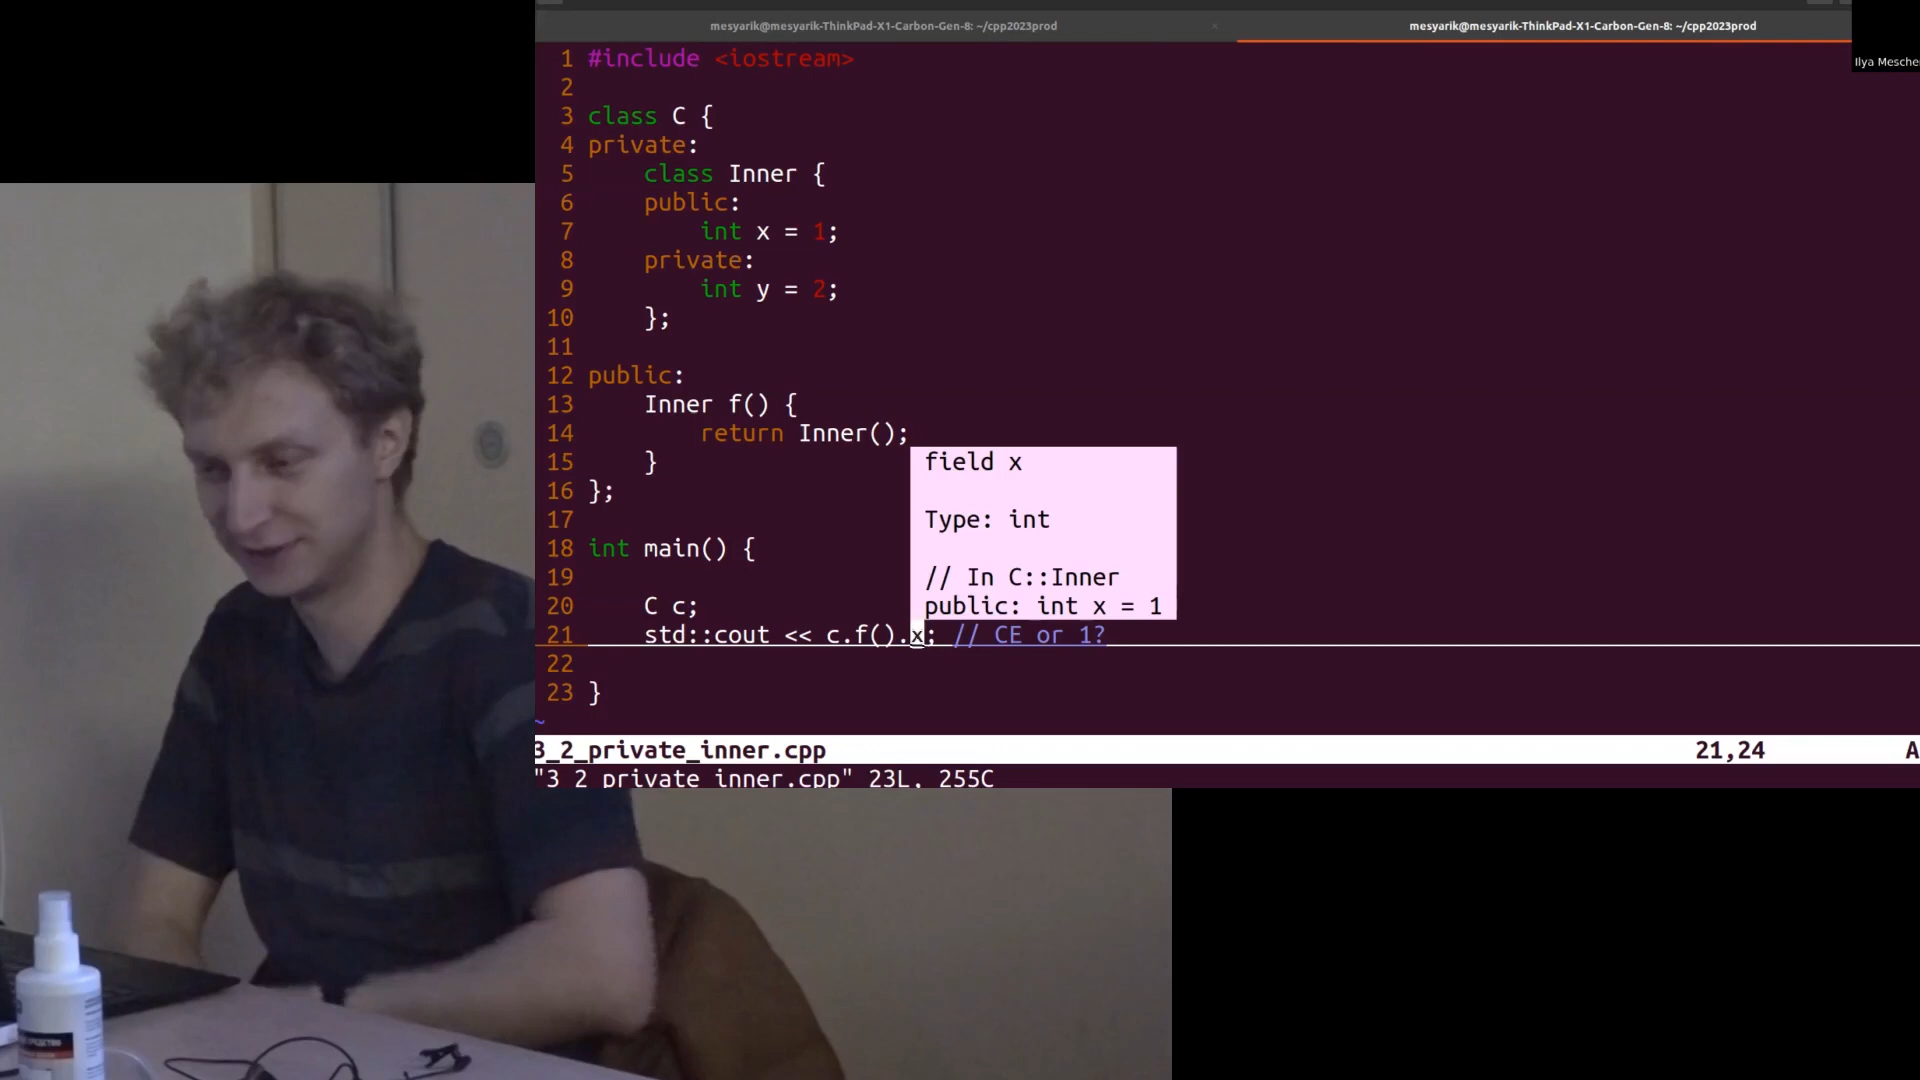 mesyarik@mesyarik-ThinkPad-X1-Carbon-Gen-8: ~/cpp2023prod × mesyarik@mesyarik-ThinkPad-X1-Carbon-Gen-8: ~/cpp2023prod
Ilya Mesche
1 #include <iostream>
2
3 class C {
4 private:
5     class Inner {
6     public:
7         int x = 1;
8     private:
9         int y = 2;
10     };
11
12 public:
13     Inner f() {
14         return Inner();
15     }
16 };
17
18 int main() {
19
20     C c;
21     std::cout << c.f().x; // CE or 1?
22
23 }
~
field x
Type: int
// In C::Inner
public: int x = 1
3_2_private_inner.cpp 21,24 A
"3_2_private_inner.cpp" 23L, 255C